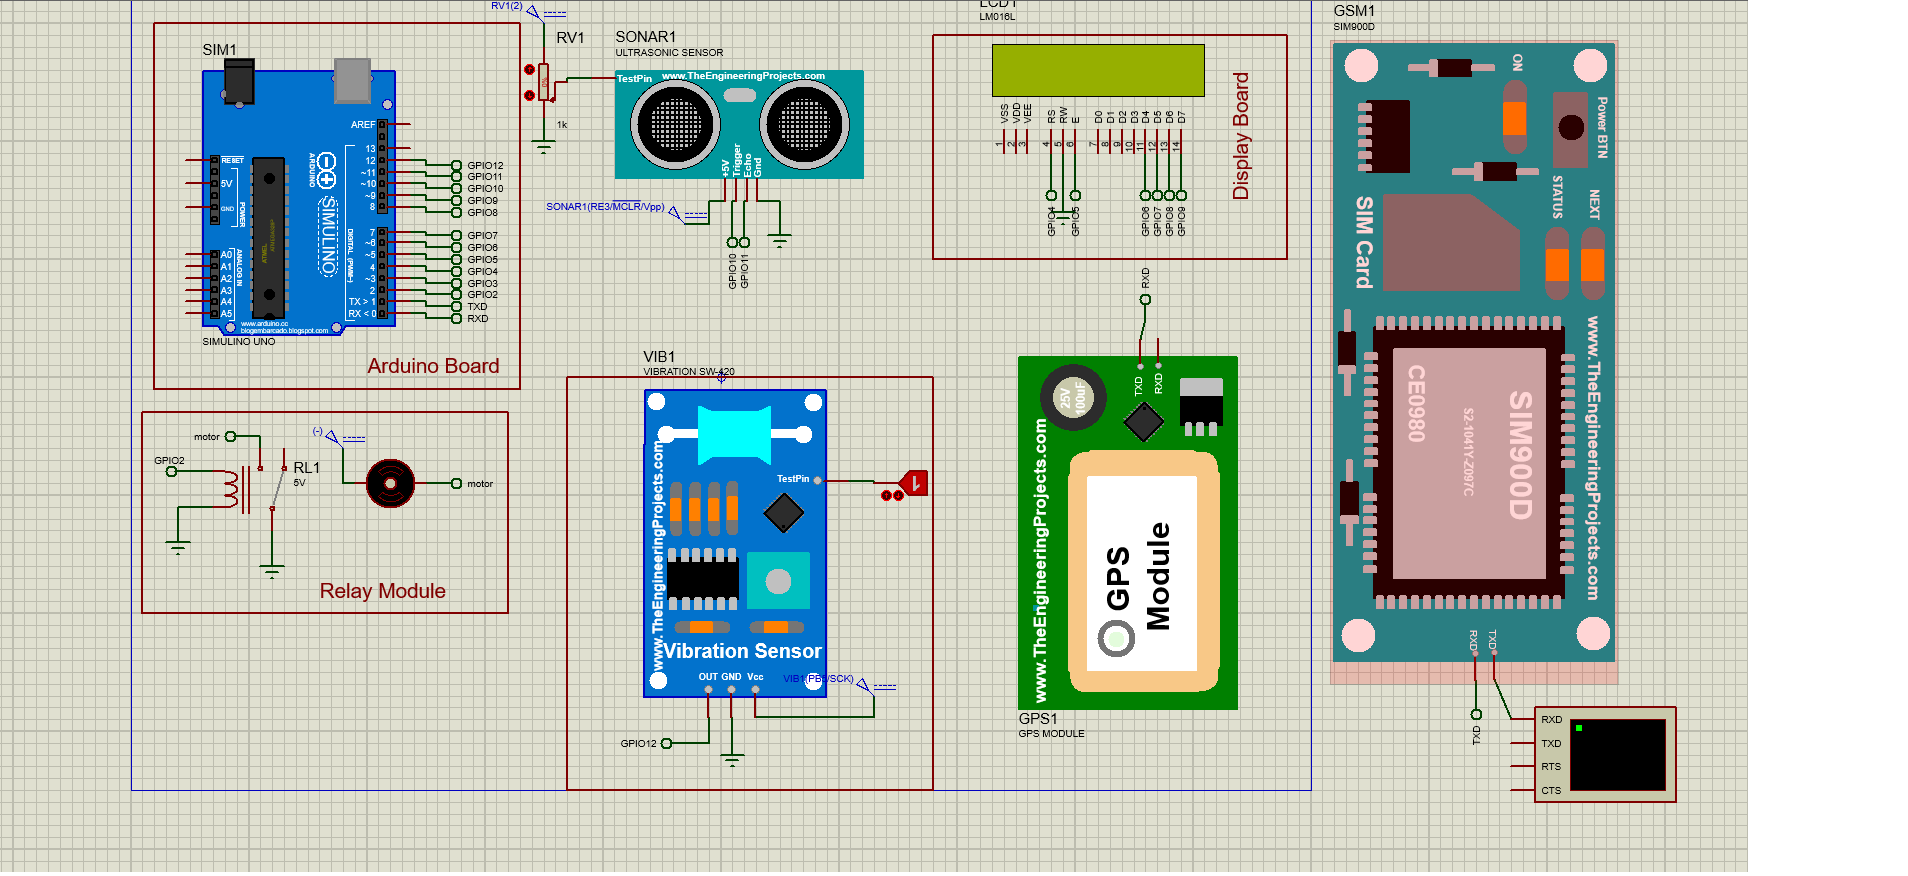 RV1(2)
RV1
50%
1k
SIM1
AREF
13
12
~11
~10
~9
8
7
~6
~5
4
~3
2
TX > 1
RX < 0
RESET
5V
GND
POWER
A0
A1
A2
A3
A4
A5
ANALOG IN
ARDUINO
SIMULINO
DIGITAL (PWM~)
ATMEL
www.arduino.cc
blogembarcado.blogspot.com
SIMULINO UNO
GPIO12
GPIO11
GPIO10
GPIO9
GPIO8
GPIO7
GPIO6
GPIO5
GPIO4
GPIO3
GPIO2
TXD
RXD
Arduino Board
SONAR1
ULTRASONIC SENSOR
TestPin
www.TheEngineeringProjects.com
+5V
Trigger
Echo
Gnd
SONAR1(RE3/MCLR/Vpp)
GPIO10
GPIO11
LCD1
LM016L
VSS
VDD
VEE
RS
RW
E
D0
D1
D2
D3
D4
D5
D6
D7
1
2
3
4
5
6
7
8
9
10
11
12
13
14
GPIO4
GPIO5
GPIO6
GPIO7
GPIO8
GPIO9
Display Board
GSM1
SIM900D
ON
Power BTN
STATUS
NEXT
SIM Card
www.TheEngineeringProjects.com
CE0980
S2-1041Y-Z097C
SIM900D
RXD
TXD
TXD
RXD
TXD
RTS
CTS
motor
GPIO2
RL1
5V
(-)
motor
Relay Module
VIB1
VIBRATION SW-420
www.TheEngineeringProjects.com
TestPin
1
Vibration Sensor
OUT GND Vcc
VIB1(PB5/SCK)
GPIO12
RXD
TXD
RXD
25V
100uF
www.TheEngineeringProjects.com
GPS
Module
GPS1
GPS MODULE